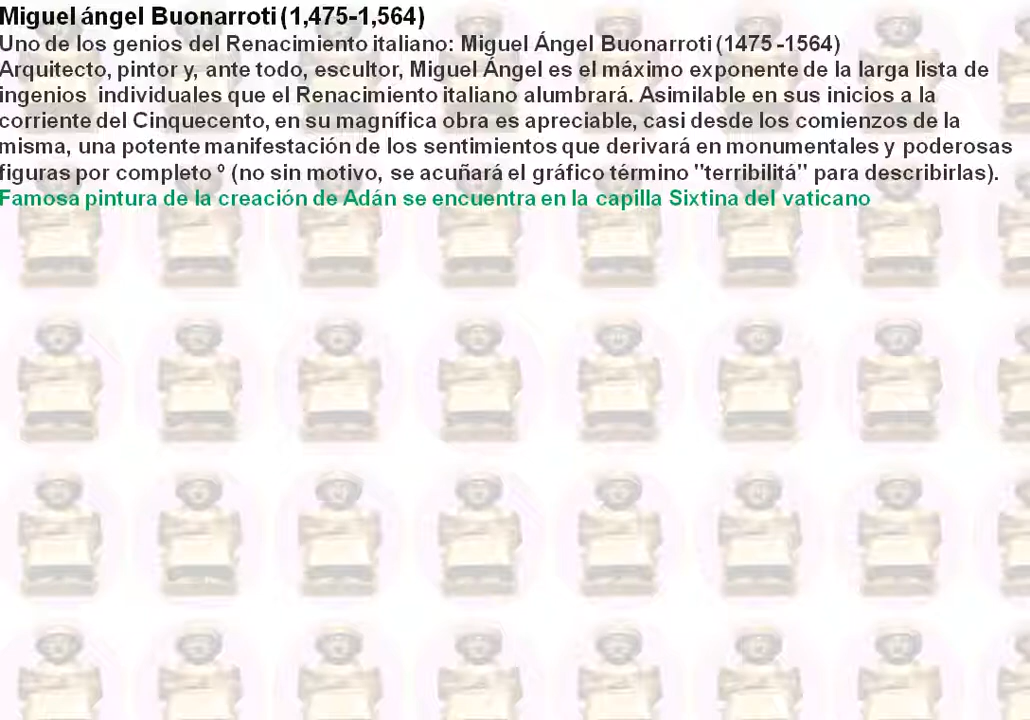 Miguel ángel Buonarroti (1,475-1,564)
Uno de los genios del Renacimiento italiano: Miguel Ángel Buonarroti (1475 -1564)
Arquitecto, pintor y, ante todo, escultor, Miguel Ángel es el máximo exponente de la larga lista de
ingenios individuales que el Renacimiento italiano alumbrará. Asimilable en sus inicios a la
corriente del Cinquecento, en su magnífica obra es apreciable, casi desde los comienzos de la
misma, una potente manifestación de los sentimientos que derivará en monumentales y poderosas
figuras por completo º (no sin motivo, se acuñará el gráfico término "terribilitá" para describirlas).
Famosa pintura de la creación de Adán se encuentra en la capilla Sixtina del vaticano